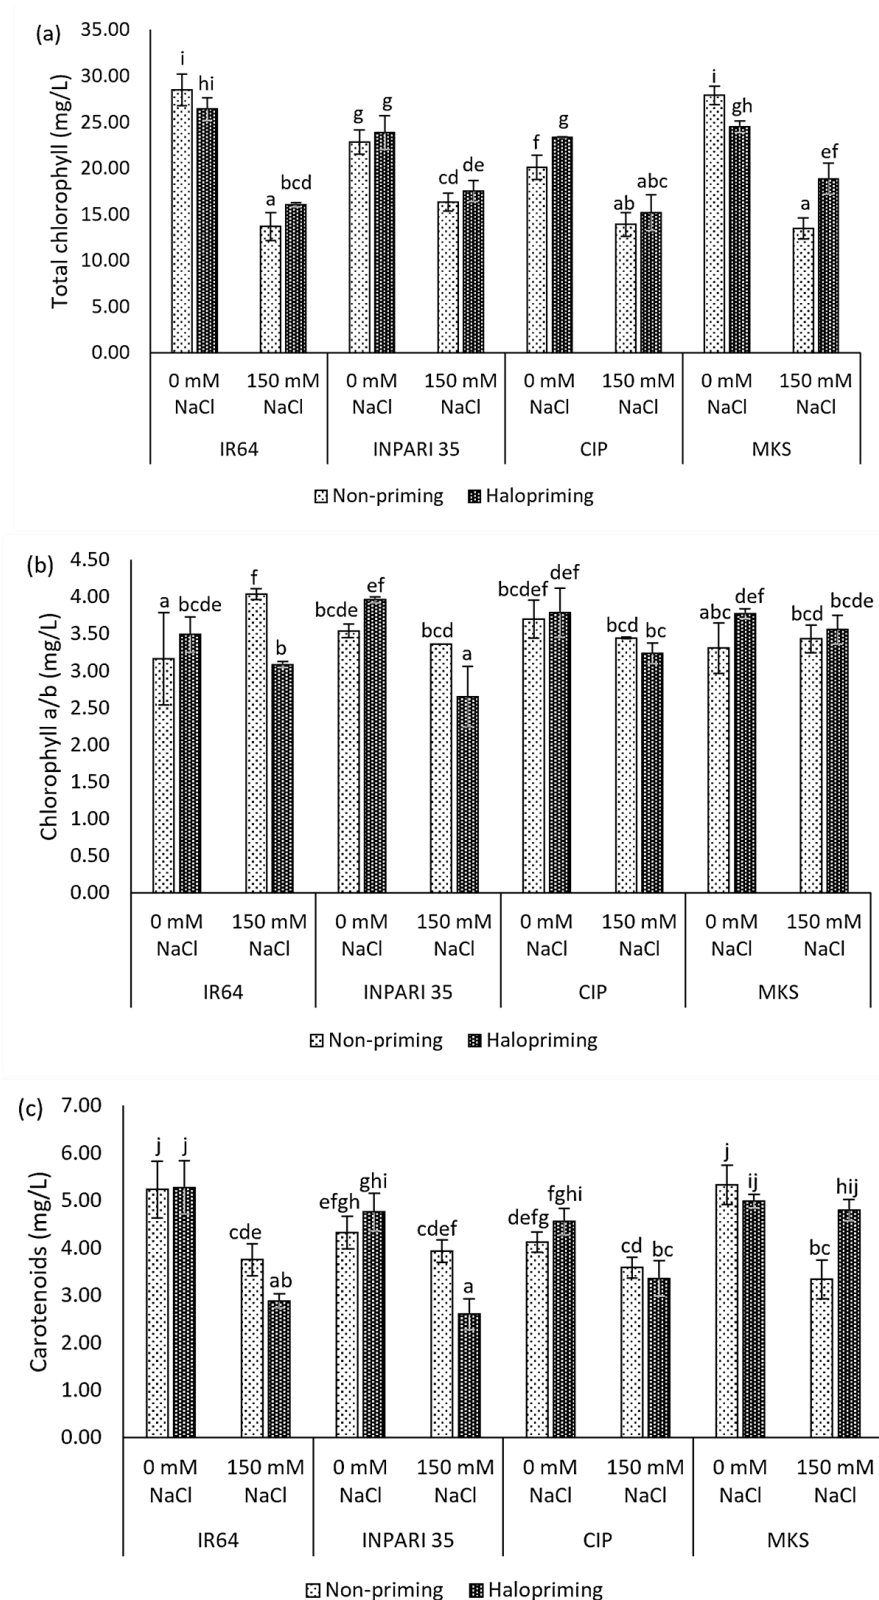 (a)
Total chlorophyll (mg/L)
35.00
30.00
25.00
20.00
15.00
10.00
5.00
0.00
i hi a bcd g g cd de f g ab abc i gh a ef
0 mM NaCl 150 mM NaCl 0 mM NaCl 150 mM NaCl 0 mM NaCl 150 mM NaCl 0 mM NaCl 150 mM NaCl
IR64 INPARI 35 CIP MKS
Non-priming Halopriming
(b)
Chlorophyll a/b (mg/L)
4.50
4.00
3.50
3.00
2.50
2.00
1.50
1.00
0.50
0.00
a bcde f b bcde ef bcd a bcdef def bcd bc abc def bcd bcde
0 mM NaCl 150 mM NaCl 0 mM NaCl 150 mM NaCl 0 mM NaCl 150 mM NaCl 0 mM NaCl 150 mM NaCl
IR64 INPARI 35 CIP MKS
Non-priming Halopriming
(c)
Carotenoids (mg/L)
7.00
6.00
5.00
4.00
3.00
2.00
1.00
0.00
j j cde ab efgh ghi cdef a defg fghi cd bc j ij bc hij
0 mM NaCl 150 mM NaCl 0 mM NaCl 150 mM NaCl 0 mM NaCl 150 mM NaCl 0 mM NaCl 150 mM NaCl
IR64 INPARI 35 CIP MKS
Non-priming Halopriming